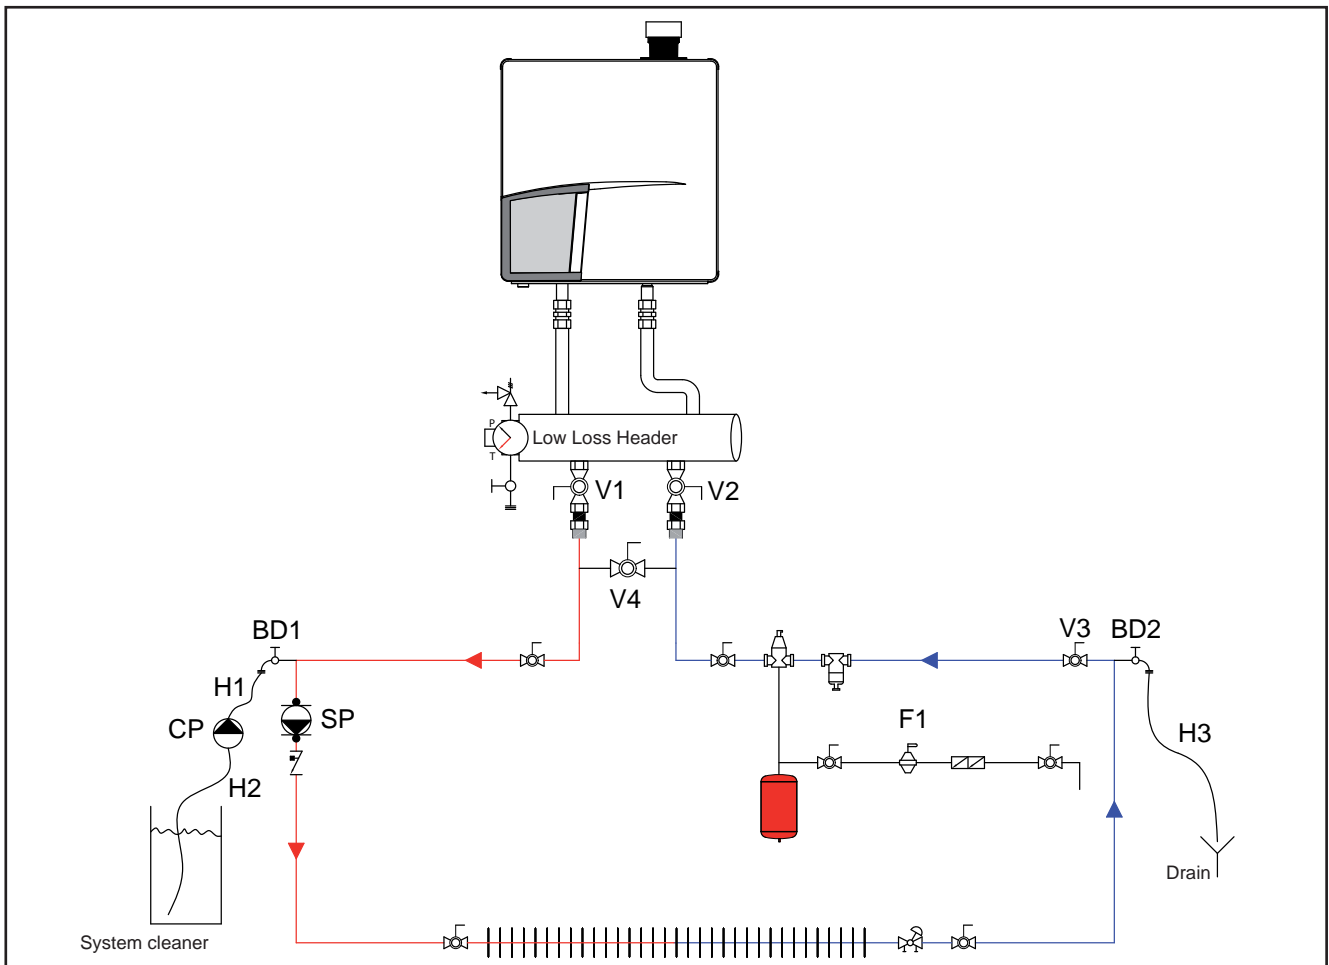 P
Low Loss Header
T
V1
V2
V4
BD1
V3
BD2
H1
CP
SP
F1
H3
H2
Drain
System cleaner